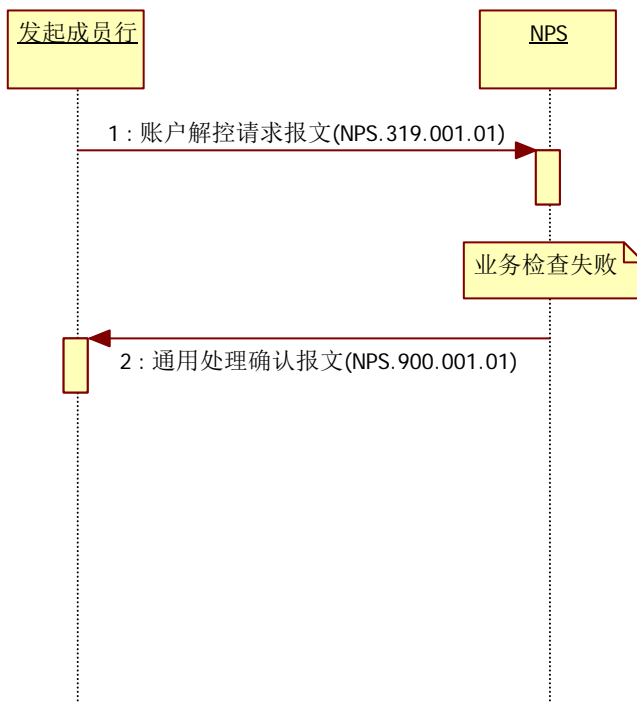 发起成员行
NPS
1 : 账户解控请求报文(NPS.319.001.01)
业务检查失败
2 : 通用处理确认报文(NPS.900.001.01)